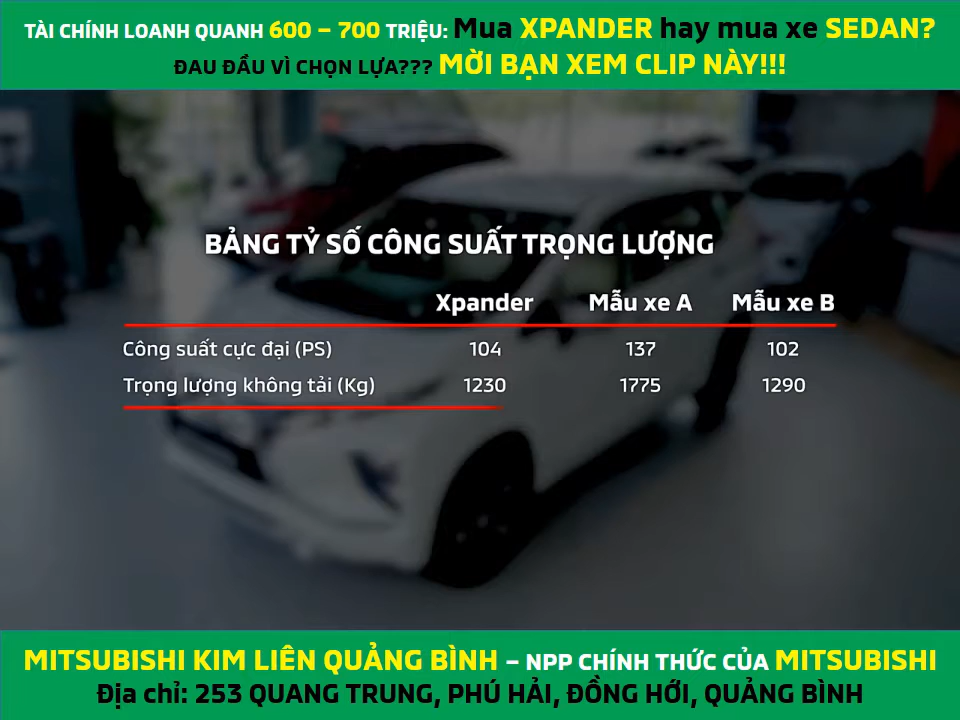 TÀI CHÍNH LOANH QUANH 600 – 700 TRIỆU: Mua XPANDER hay mua xe SEDAN?
ĐAU ĐẦU VÌ CHỌN LỰA??? MỜI BẠN XEM CLIP NÀY!!!
BẢNG TỶ SỐ CÔNG SUẤT TRỌNG LƯỢNG
Xpander Mẫu xe A Mẫu xe B
Công suất cực đại (PS) 104 137 102
Trọng lượng không tải (Kg) 1230 1775 1290
MITSUBISHI KIM LIÊN QUẢNG BÌNH – NPP CHÍNH THỨC CỦA MITSUBISHI
Địa chỉ: 253 QUANG TRUNG, PHÚ HẢI, ĐỒNG HỚI, QUẢNG BÌNH